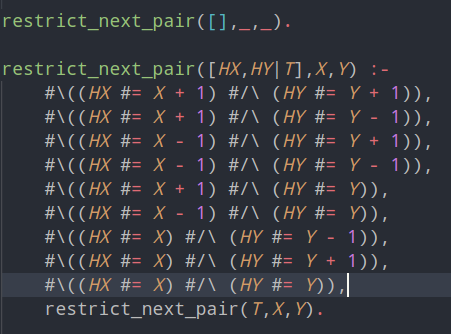 restrict_next_pair([],_,_).
restrict_next_pair([HX,HY|T],X,Y) :-
#\((HX #= X + 1) #/\ (HY #= Y + 1)),
#\((HX #= X + 1) #/\ (HY #= Y - 1)),
#\((HX #= X - 1) #/\ (HY #= Y + 1)),
#\((HX #= X - 1) #/\ (HY #= Y - 1)),
#\((HX #= X + 1) #/\ (HY #= Y)),
#\((HX #= X - 1) #/\ (HY #= Y)),
#\((HX #= X) #/\ (HY #= Y - 1)),
#\((HX #= X) #/\ (HY #= Y + 1)),
#\((HX #= X) #/\ (HY #= Y)),
restrict_next_pair(T,X,Y).